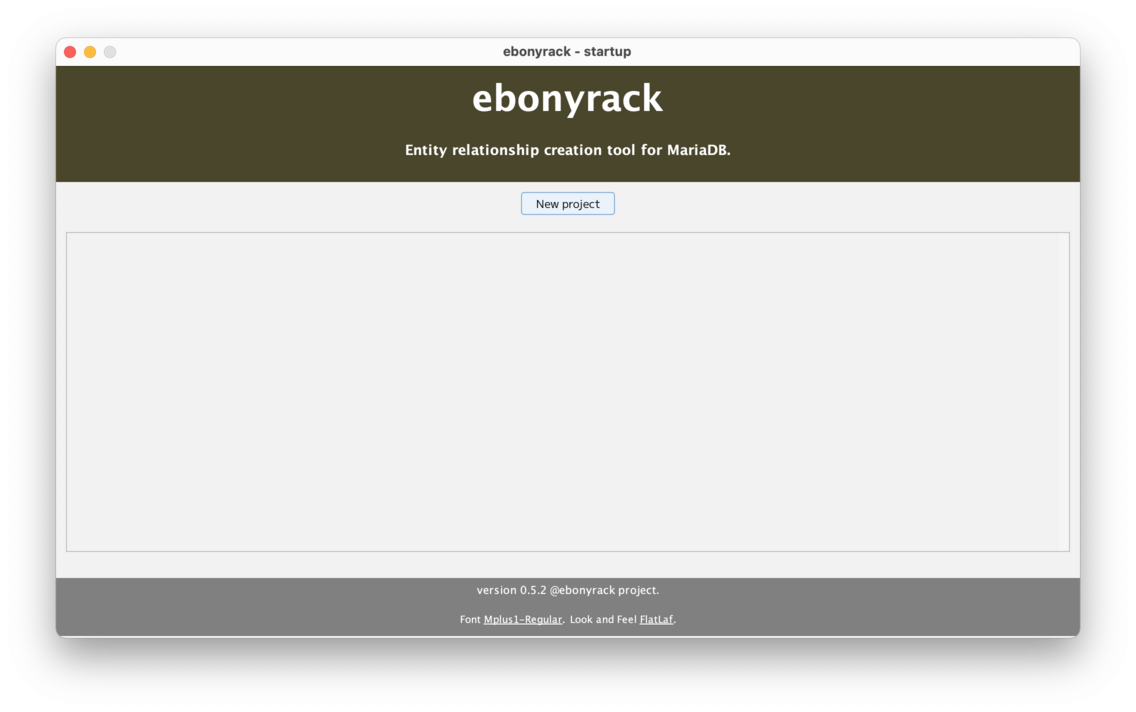 ebonyrack - startup
ebonyrack
Entity relationship creation tool for MariaDB.
New project
version 0.5.2 @ebonyrack project.
Font Mplus1-Regular. Look and Feel FlatLaf.